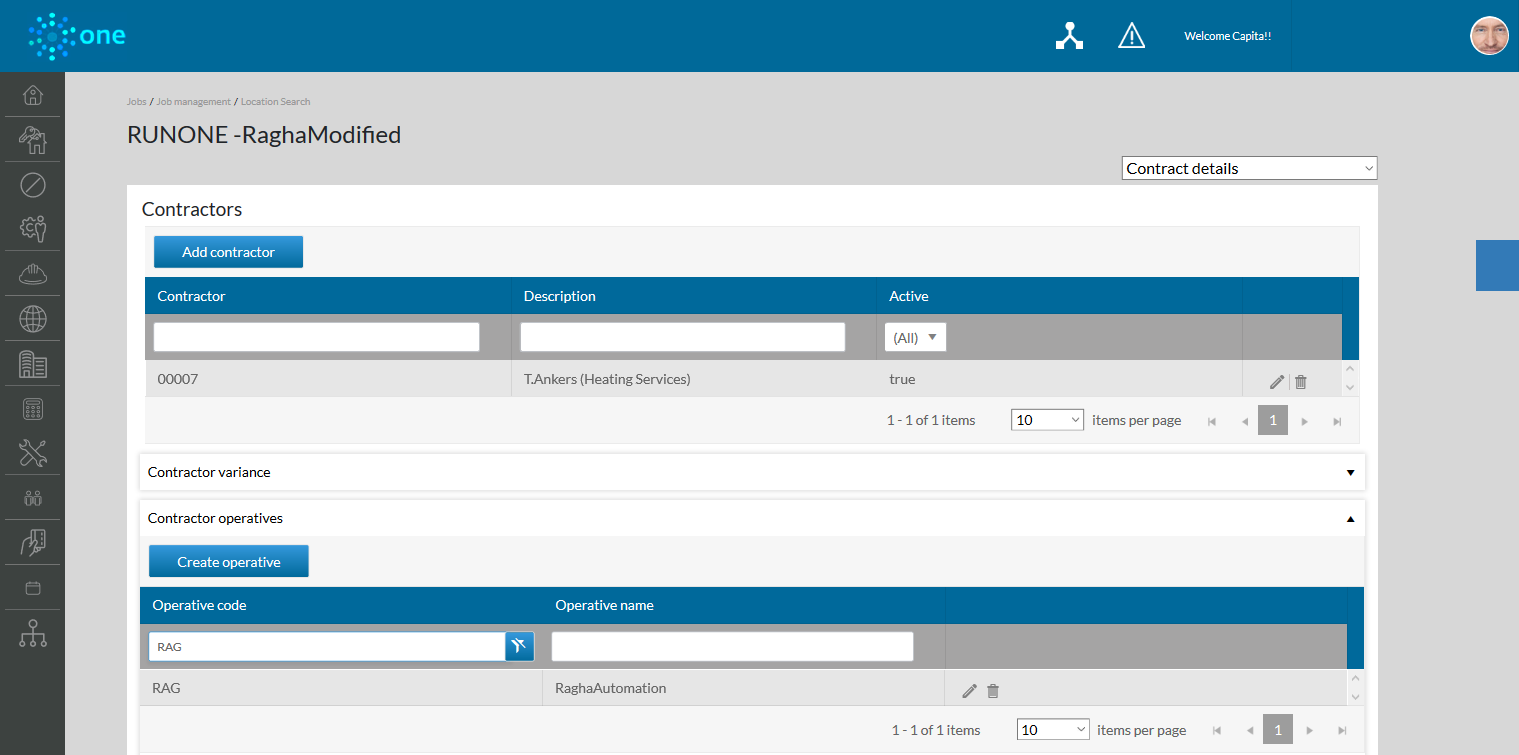 one
Welcome Capita!!
Jobs / Job management / Location Search
RUNONE -RaghaModified
Contract details
Contractors
Add contractor
Contractor Description Active
(All)
00007 T.Ankers (Heating Services) true
1 - 1 of 1 items 10 items per page 1
Contractor variance
Contractor operatives
Create operative
Operative code Operative name
RAG
RAG RaghaAutomation
1 - 1 of 1 items 10 items per page 1